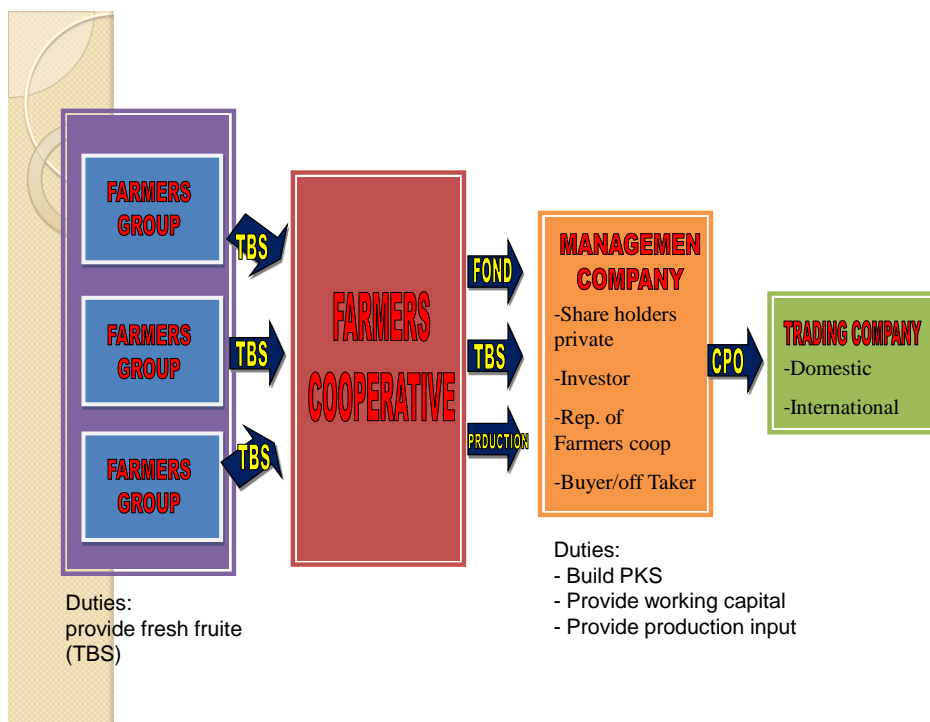 FARMERS
GROUP
TBS
FARMERS
GROUP
TBS
FARMERS
GROUP
TBS
Duties:
provide fresh fruite
(TBS)
FARMERS
COOPERATIVE
FOND
TBS
PRDUCTION
MANAGEMEN
COMPANY
-Share holders
private
-Investor
-Rep. of
Farmers coop
-Buyer/off Taker
Duties:
- Build PKS
- Provide working capital
- Provide production input
CPO
TRADING COMPANY
-Domestic
-International